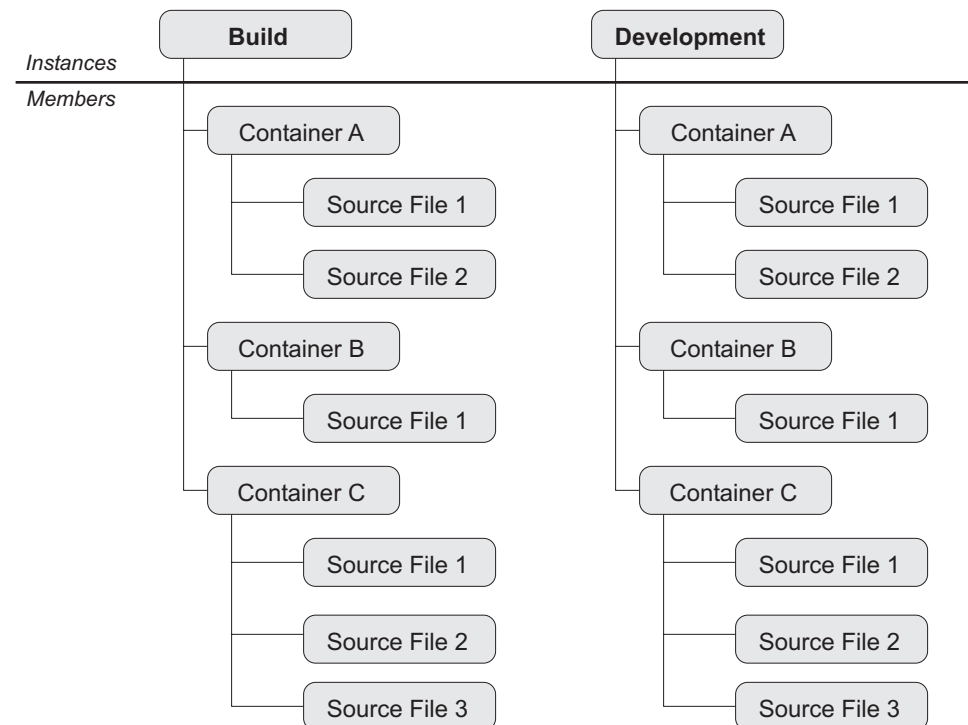 Build
Development
Instances
Members
Container A
Container A
Source File 1
Source File 1
Source File 2
Source File 2
Container B
Container B
Source File 1
Source File 1
Container C
Container C
Source File 1
Source File 1
Source File 2
Source File 2
Source File 3
Source File 3